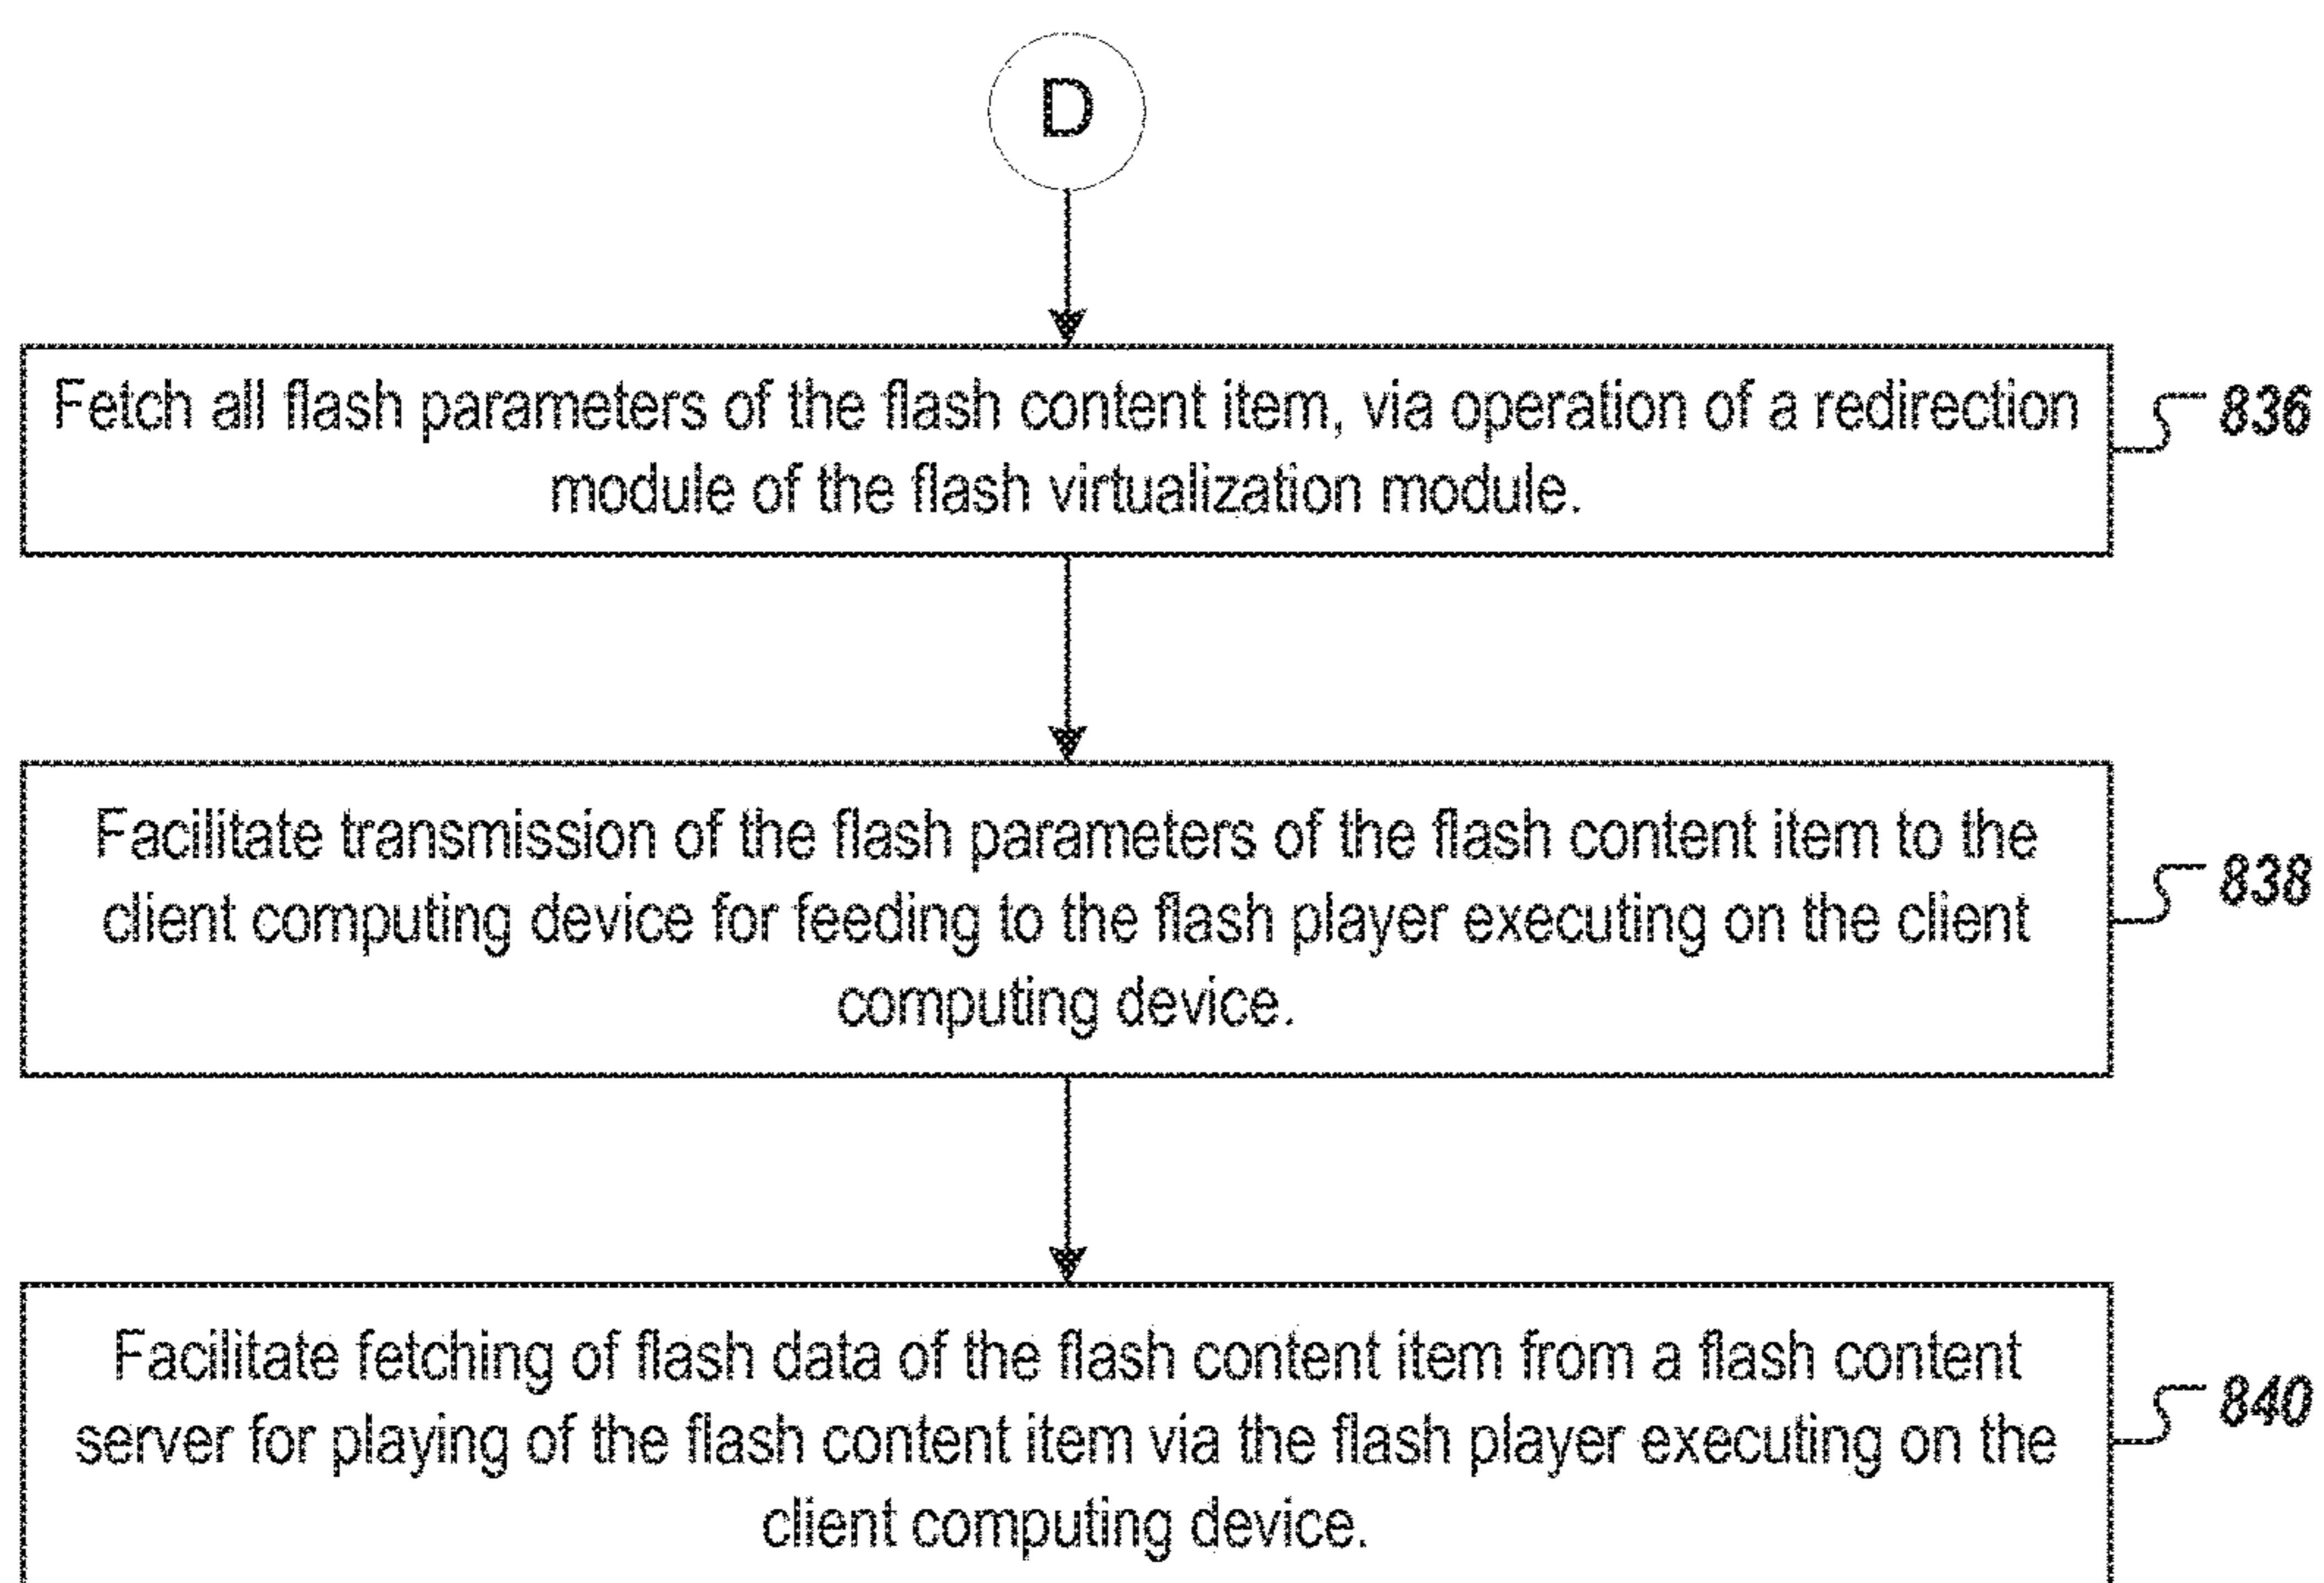 D
Fetch all flash parameters of the flash content item, via operation of a redirection
module of the flash virtualization module.
836
Facilitate transmission of the flash parameters of the flash content item to the
client computing device for feeding to the flash player executing on the client
computing device.
838
Facilitate fetching of flash data of the flash content item from a flash content
server for playing of the flash content item via the flash player executing on the
client computing device.
840